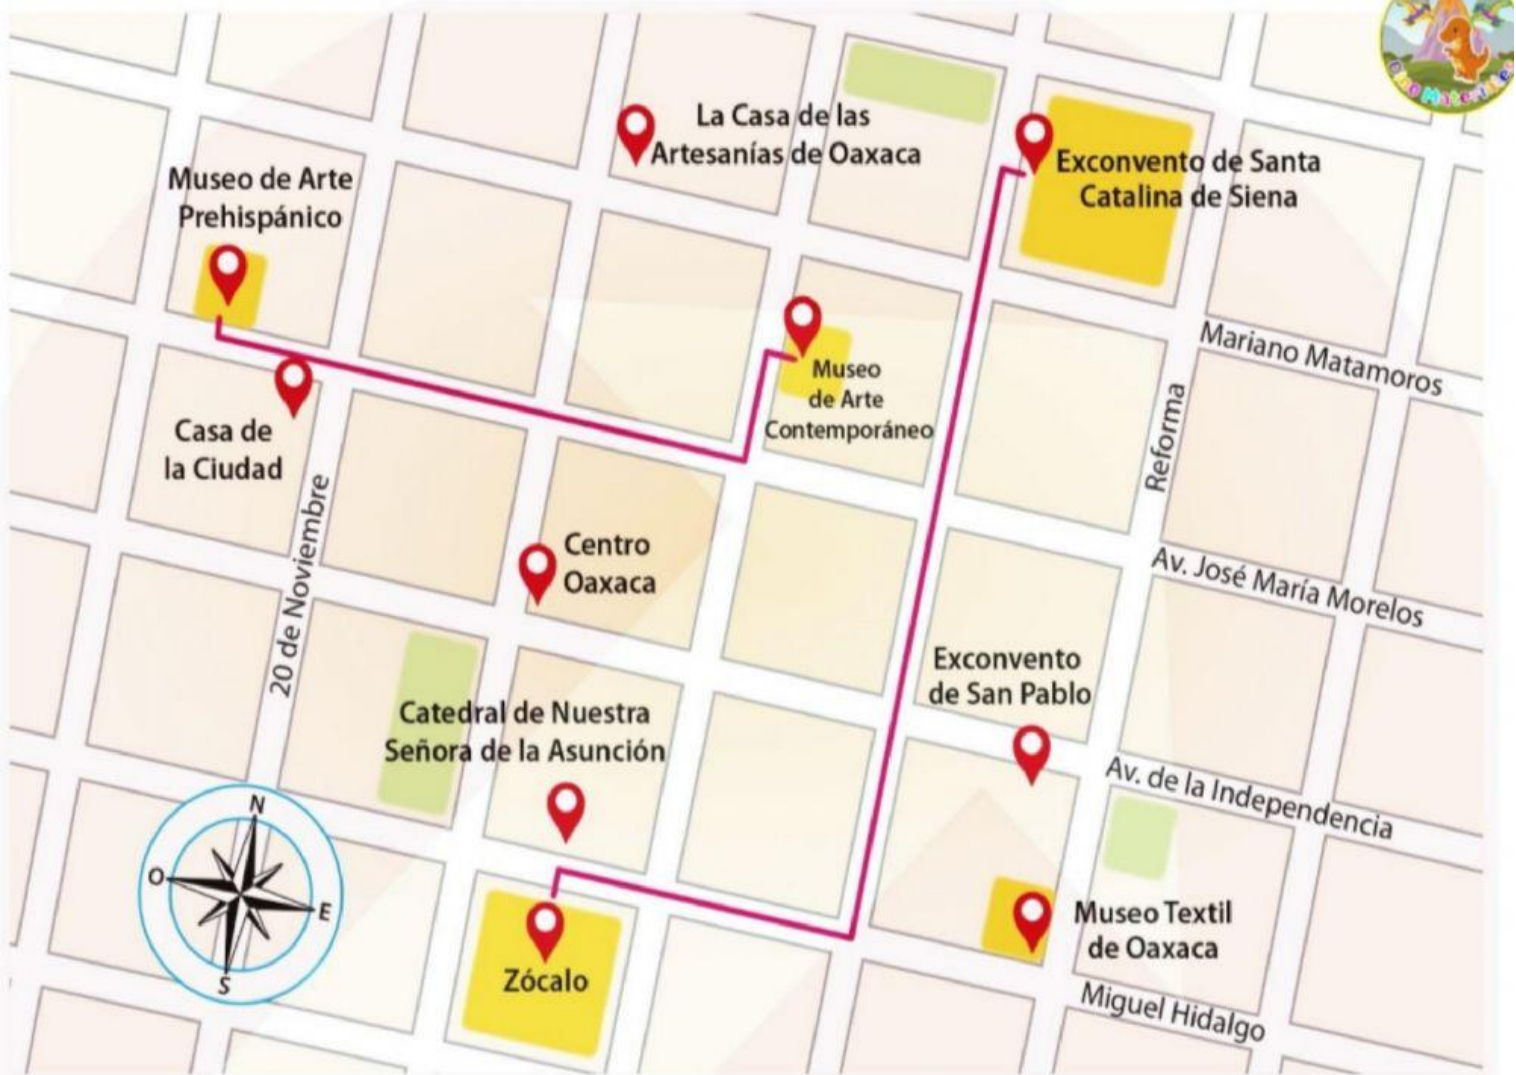 La Casa de las
Artesanías de Oaxaca
Museo de Arte
Prehispánico
Exconvento de Santa
Catalina de Siena
Mariano Matamoros
Museo
de Arte
Contemporáneo
Reforma
Casa de
la Ciudad
20 de Noviembre
Centro
Oaxaca
Av. José María Morelos
Exconvento
de San Pablo
Catedral de Nuestra
Señora de la Asunción
Av. de la Independencia
N
O
E
S
Museo Textil
de Oaxaca
Zócalo
Miguel Hidalgo